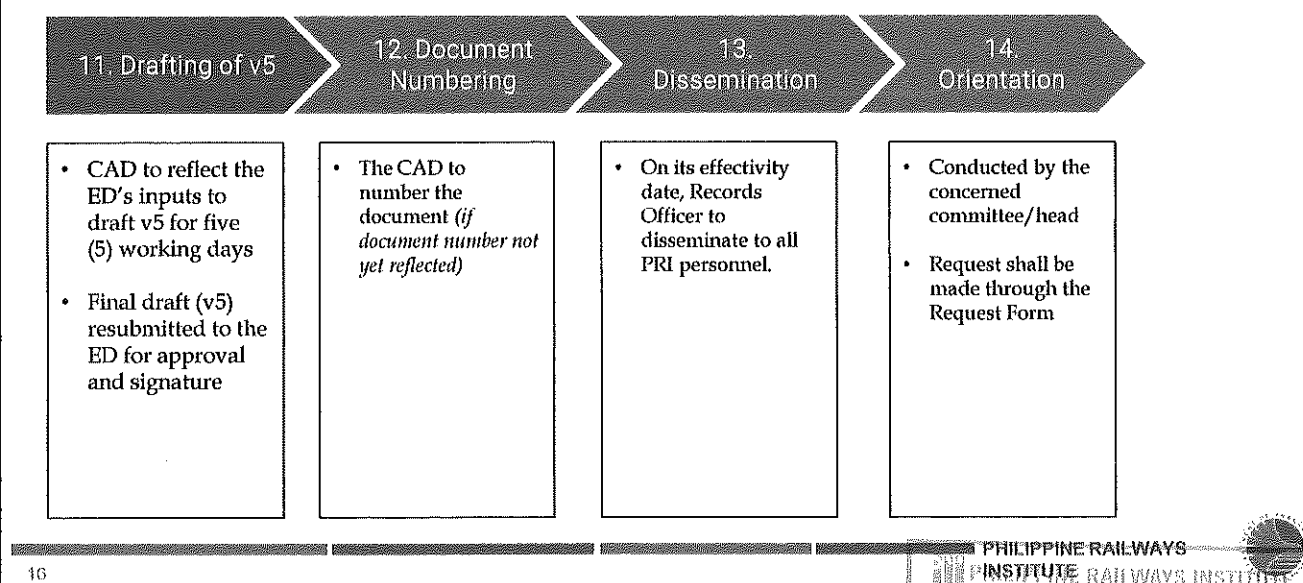 11. Drafting of v5
12. Document
Numbering
13.
Dissemination
14.
Orientation
• CAD to reflect the
ED's inputs to
draft v5 for five
(5) working days
• Final draft (v5)
resubmitted to the
ED for approval
and signature
• The CAD to
number the
document (if
document number not
yet reflected)
• On its effectivity
date, Records
Officer to
disseminate to all
PRI personnel.
• Conducted by the
concerned
committee/head
• Request shall be
made through the
Request Form
16
PHILIPPINE RAILWAYS
INSTITUTE
RAILWAYS INSTITUTE